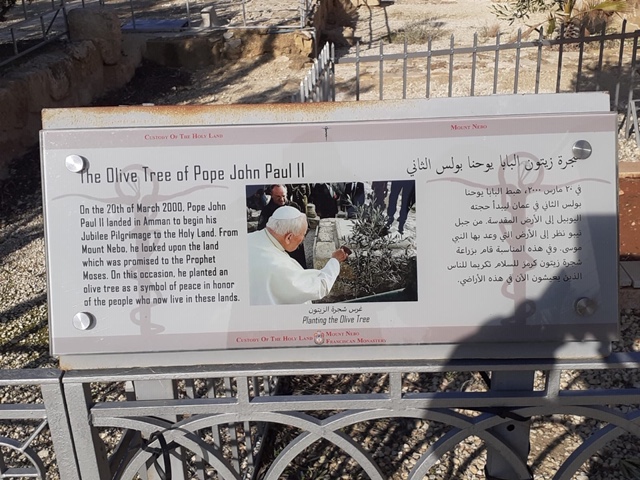 CUSTODY OF THE HOLY LAND
MOUNT NEBO
The Olive Tree of Pope John Paul II
On the 20th of March 2000, Pope John
Paul II landed in Amman to begin his
Jubilee Pilgrimage to the Holy Land. From
Mount Nebo, he looked upon the land
which was promised to the Prophet
Moses. On this occasion, he planted an
olive tree as a symbol of peace in honor
of the people who now live in these lands.
غرس شجرة الزيتون
Planting the Olive Tree
شجرة زيتون البابا يوحنا بولس الثاني
في ٢٠ مارس ٢٠٠٠، هبط البابا يوحنا
بولس الثاني في عمان ليبدأ حجته
اليوبيل إلى الأرض المقدسة. من جبل
نيبو نظر إلى الأرض التي وعد بها النبي
موسى. وفي هذه المناسبة قام بزراعة
شجرة زيتون كرمز للسلام تكريما للناس
الذين يعيشون الآن في هذه الأراضي.
CUSTODY OF THE HOLY LAND
MOUNT NEBO
FRANCISCAN MONASTERY